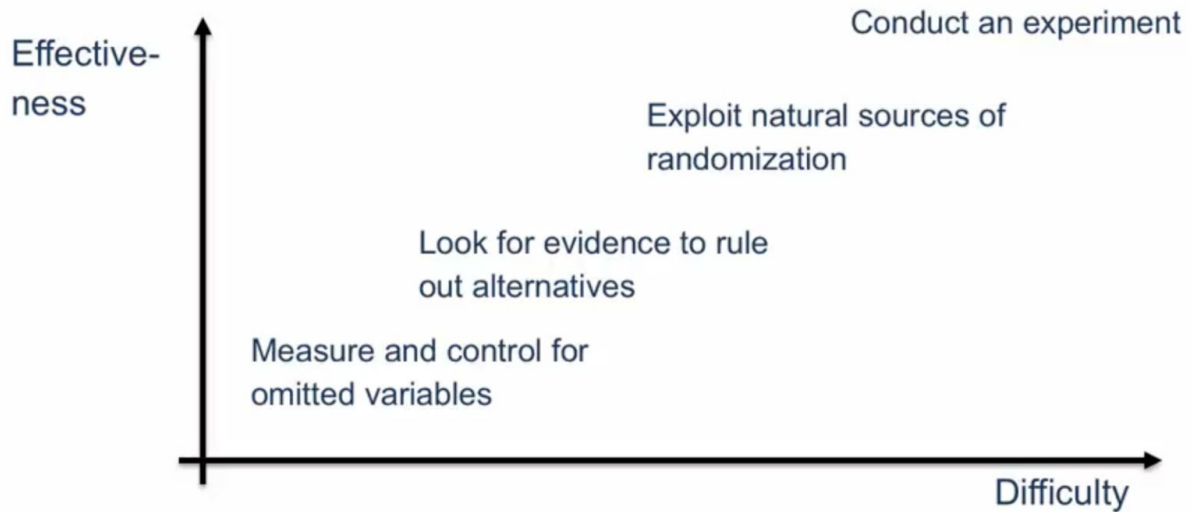 Conduct an experiment
Effective-
ness
Exploit natural sources of
randomization
Look for evidence to rule
out alternatives
Measure and control for
omitted variables
Difficulty